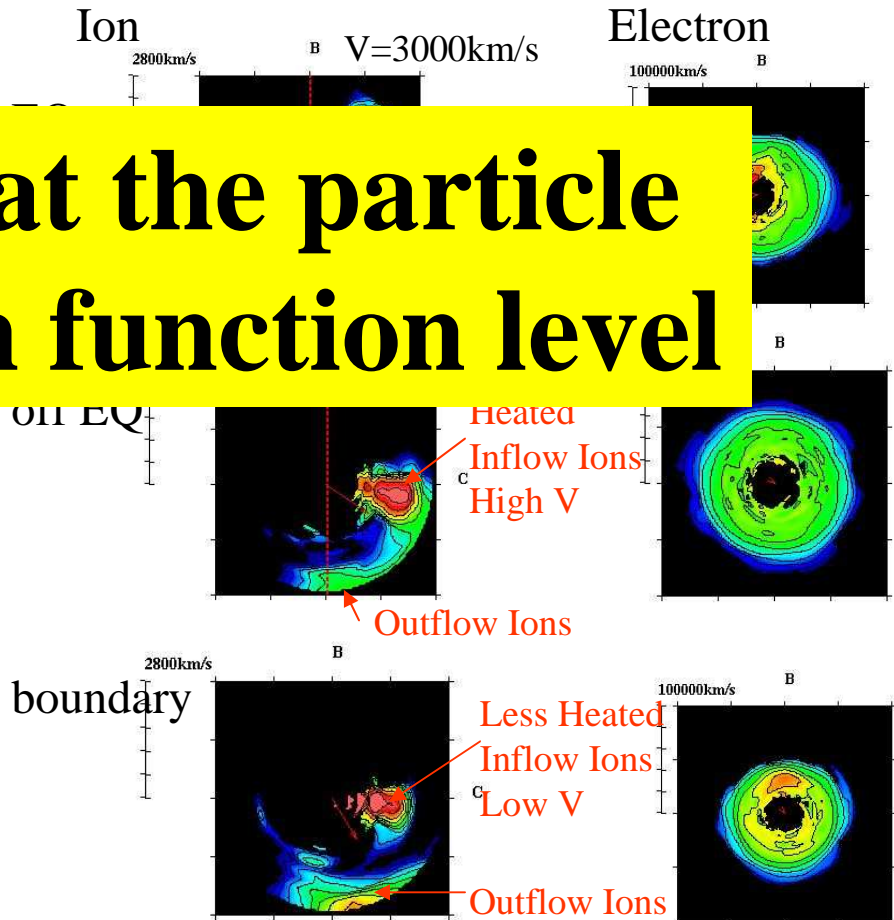 Ion
Electron
B
V=3000km/s
B
2800km/s
100000km/s
at the particle
function level
B
off EQ
Heated
Inflow Ions
High V
C
Outflow Ions
B
2800km/s
B
100000km/s
boundary
Less Heated
Inflow Ions
Low V
C
Outflow Ions